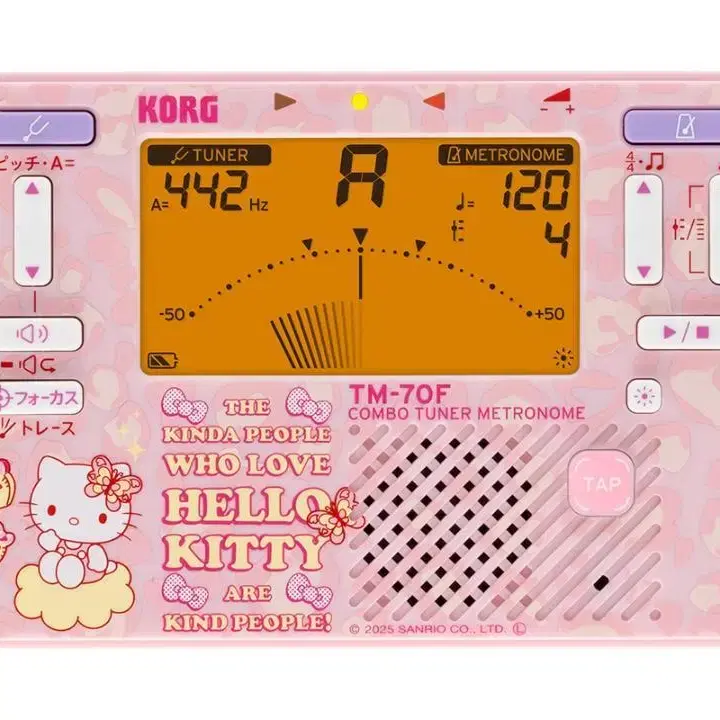 KORG
- +
TUNER
A
METRONOME
ピッチ・A=
A=442 Hz
♩= 120
4
4/4・♫
-50
+50
フォーカス
トレース
TM-70F
COMBO TUNER METRONOME
THE
KINDA PEOPLE
WHO LOVE
HELLO
KITTY
ARE
KIND PEOPLE!
TAP
© 2025 SANRIO CO., LTD. Ⓛ